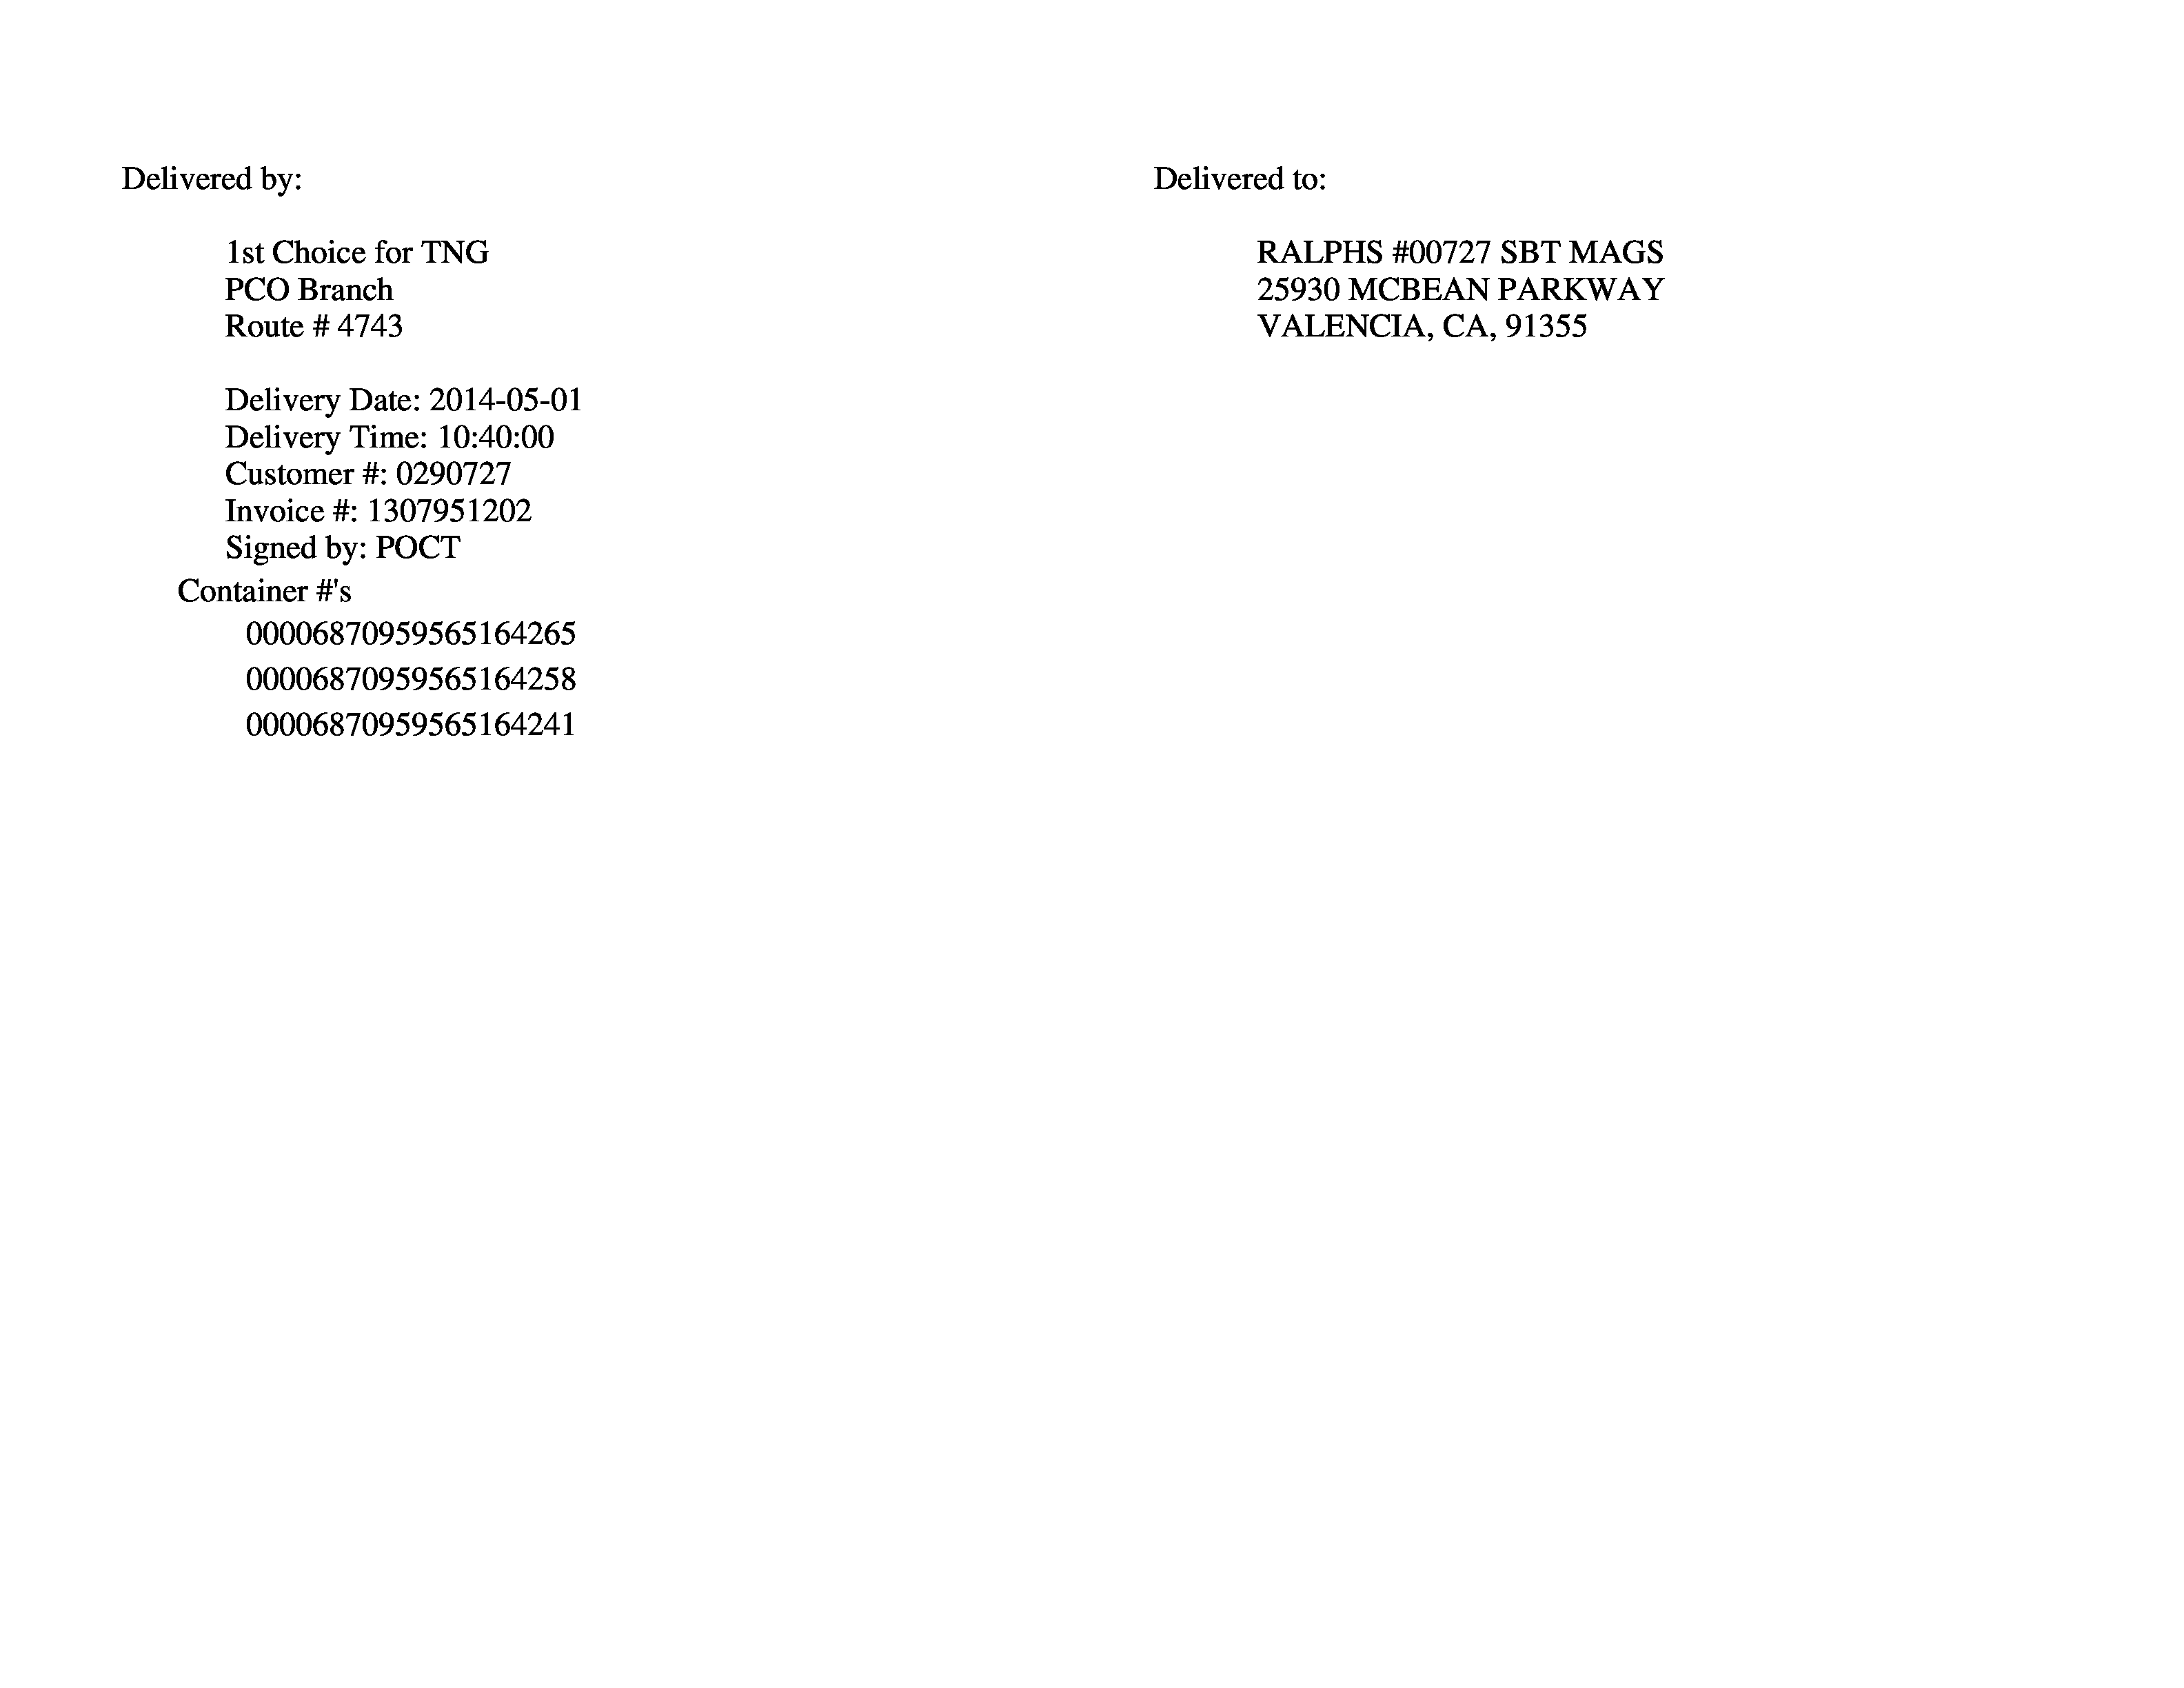 Delivered by:
1st Choice for TNG
PCO Branch
Route # 4743
Delivery Date: 2014-05-01
Delivery Time: 10:40:00
Customer #: 0290727
Invoice #: 1307951202
Signed by: POCT
Container #'s
00006870959565164265
00006870959565164258
00006870959565164241
Delivered to:
RALPHS #00727 SBT MAGS
25930 MCBEAN PARKWAY
VALENCIA, CA, 91355